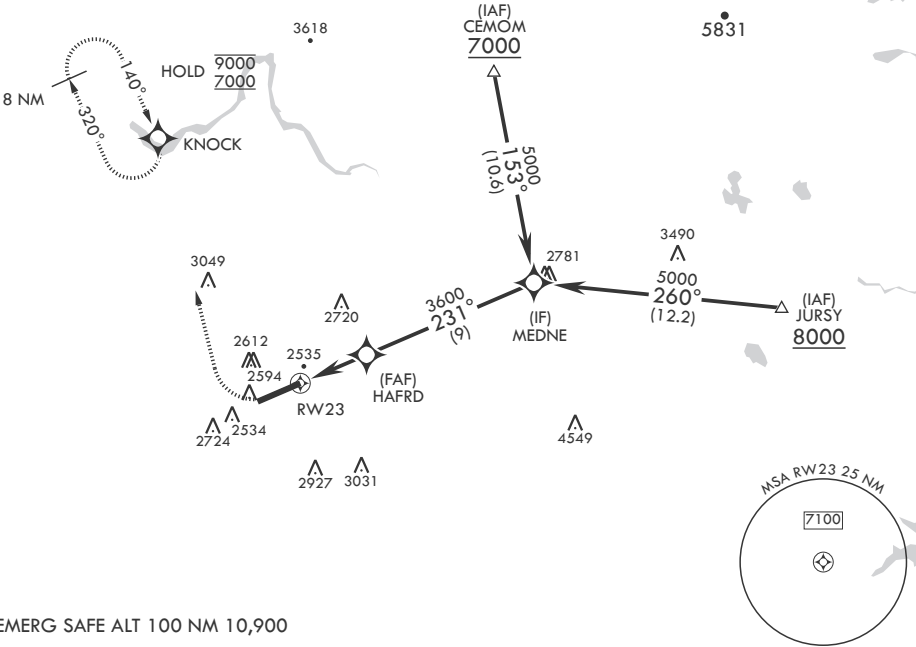 (IAF)
CEMOM
7000
3618
5831
HOLD 9000
7000
140°
8 NM
320°
KNOCK
5000
153°
(10.6)
3490
3049
2781
5000
260°
(12.2)
(IAF)
JURSY
8000
3600
231°
(9)
(IF)
MEDNE
2720
2612
2535
2594
(FAF)
HAFRD
RW23
2534
2724
4549
2927
3031
MSA RW23 25 NM
7100
EMERG SAFE ALT 100 NM 10,900